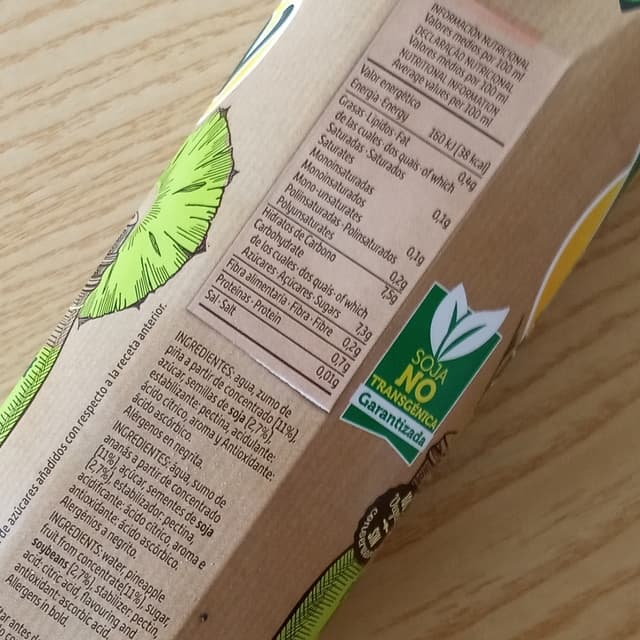 INFORMACIÓN NUTRICIONAL
Valores medios por 100 ml
DECLARAÇÃO NUTRICIONAL
Valores médios por 100 ml
NUTRITIONAL INFORMATION
Average values per 100 ml
Valor energético
Energia·Energy 160 kJ (38 kcal)
Grasas·Lípidos·Fat 0,4g
de las cuales·dos quais·of which
Saturadas·Saturados
Saturates 0,1g
Monoinsaturadas
Monoinsaturados
Mono-unsaturates 0,1g
Polinsaturadas·Polinsaturados
Polyunsaturates 0,2g
Hidratos de Carbono
Carbohydrate 7,5g
de los cuales·dos quais·of which
Azúcares·Açúcares·Sugars 7,3g
Fibra alimentaria·Fibra·Fibre 0,2g
Proteínas·Protein 0,7g
Sal·Salt 0,01g
SOJA
NO
TRANSGÉNICA
Garantizada
de azúcares añadidos con respecto a la receta anterior.
INGREDIENTES: agua, zumo de
piña a partir de concentrado (11%),
azúcar, semillas de soja (2,7%),
estabilizante: pectina, acidulante:
ácido cítrico, aroma y Antioxidante:
ácido ascórbico.
Alérgenos en negrita.
INGREDIENTES: água, sumo de
ananás a partir de concentrado
(11%), açúcar, sementes de soja
(2,7%), estabilizador: pectina,
acidificante: ácido cítrico, aroma e
antioxidante: ácido ascórbico.
Alergénios a negrito.
INGREDIENTS: water, pineapple
fruit from concentrate (11%), sugar,
soybeans (2,7%), stabilizer: pectin,
acid: citric acid, flavouring and
antioxidant: ascorbic acid.
Allergens in bold.